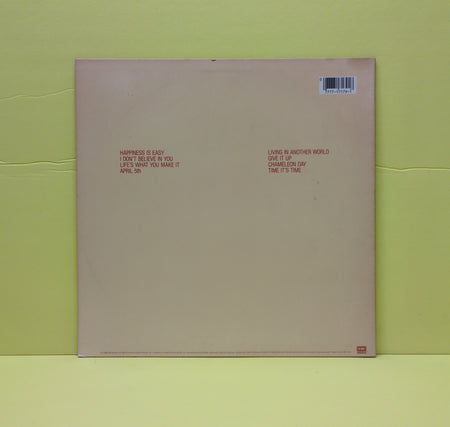 HAPPINESS IS EASY
I DON'T BELIEVE IN YOU
LIFE'S WHAT YOU MAKE IT
APRIL 5th
LIVING IN ANOTHER WORLD
GIVE IT UP
CHAMELEON DAY
TIME IT'S TIME
EMI